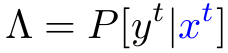 Λ = P[y^t|x^t]